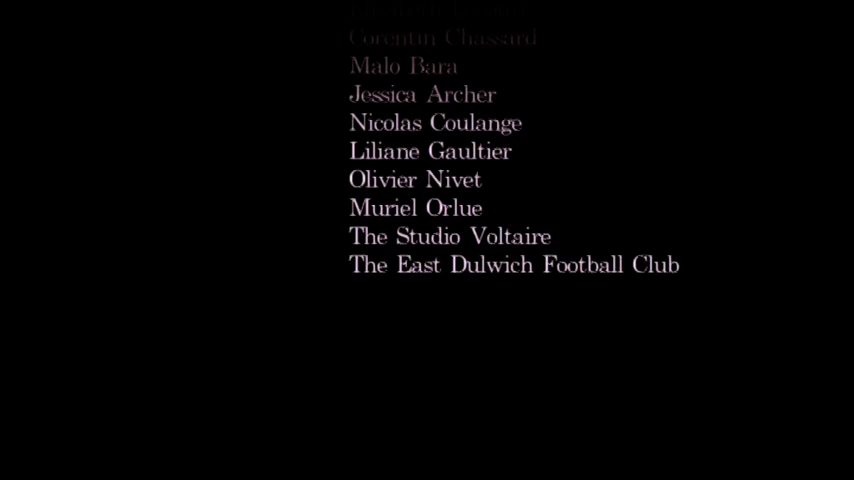 Corentin Chassard
Malo Bara
Jessica Archer
Nicolas Coulange
Liliane Gaultier
Olivier Nivet
Muriel Orlue
The Studio Voltaire
The East Dulwich Football Club